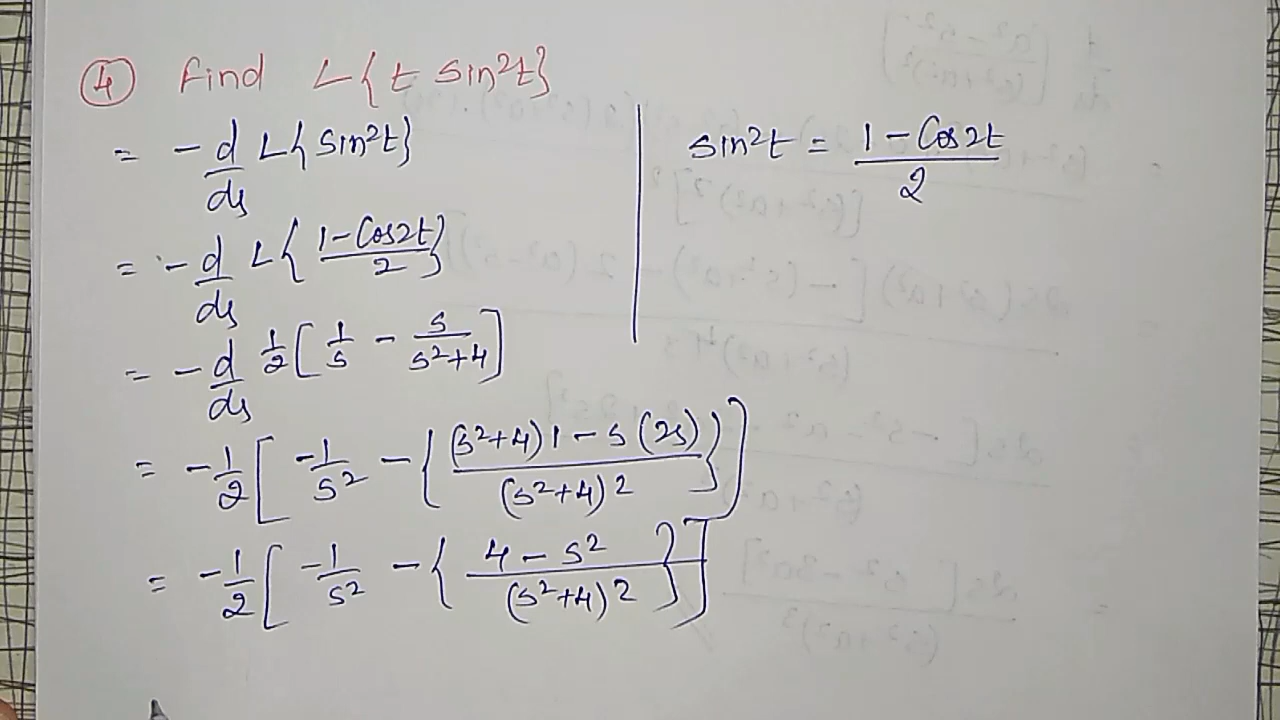 ④ Find L{t sin²t}
= -d/ds L{sin²t}
sin²t = (1 - Cos2t)/2
= -d/ds L{(1-Cos2t)/2}
= -d/ds 1/2 [1/s - s/(s²+4)]
= -1/2 [-1/s² - {((s²+4)1 - s(2s))/(s²+4)²}]
= -1/2 [-1/s² - {(4-s²)/(s²+4)²}]